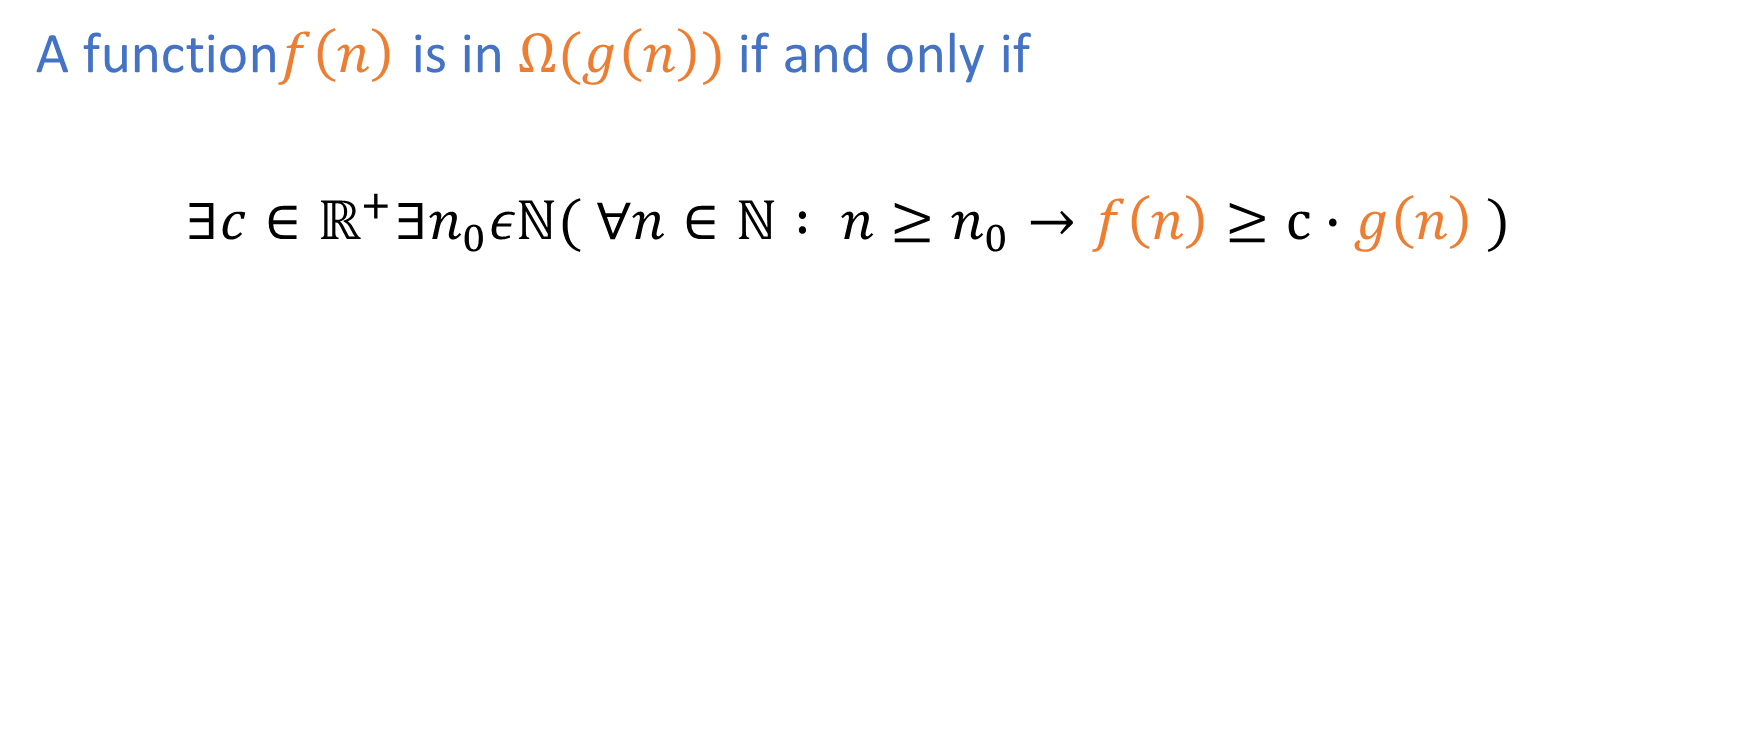 A function f(n) is in Ω(g(n)) if and only if
∃c ∈ ℝ⁺∃n₀ϵℕ( ∀n ∈ ℕ : n ≥ n₀ → f(n) ≥ c · g(n) )